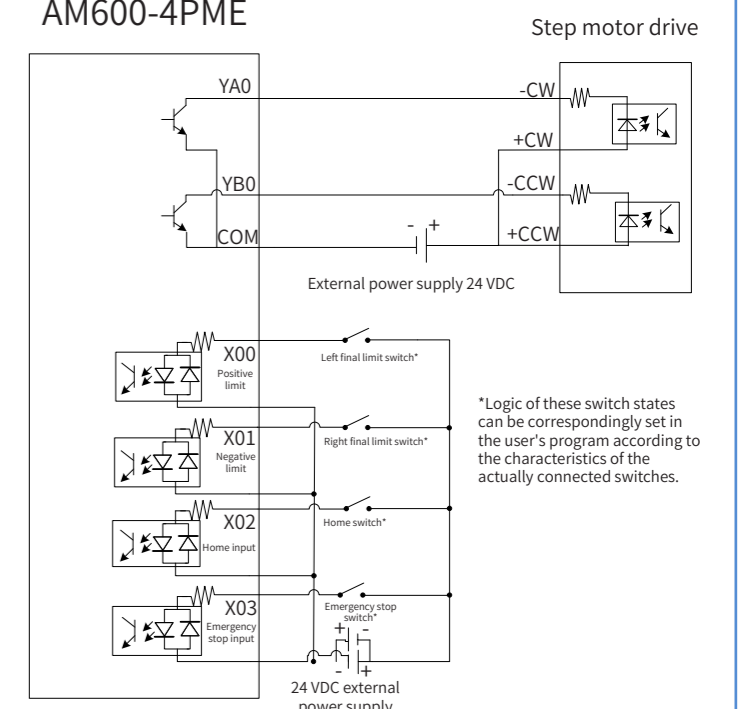 AM600-4PME
Step motor drive
YA0
-CW
+CW
YB0
-CCW
COM
- +
+CCW
External power supply 24 VDC
X00
Positive
limit
Left final limit switch*
X01
Negative
limit
Right final limit switch*
*Logic of these switch states
can be correspondingly set in
the user's program according to
the characteristics of the
actually connected switches.
X02
Home input
Home switch*
X03
Emergency
stop input
Emergency stop
switch*
+ -
- +
24 VDC external
power supply